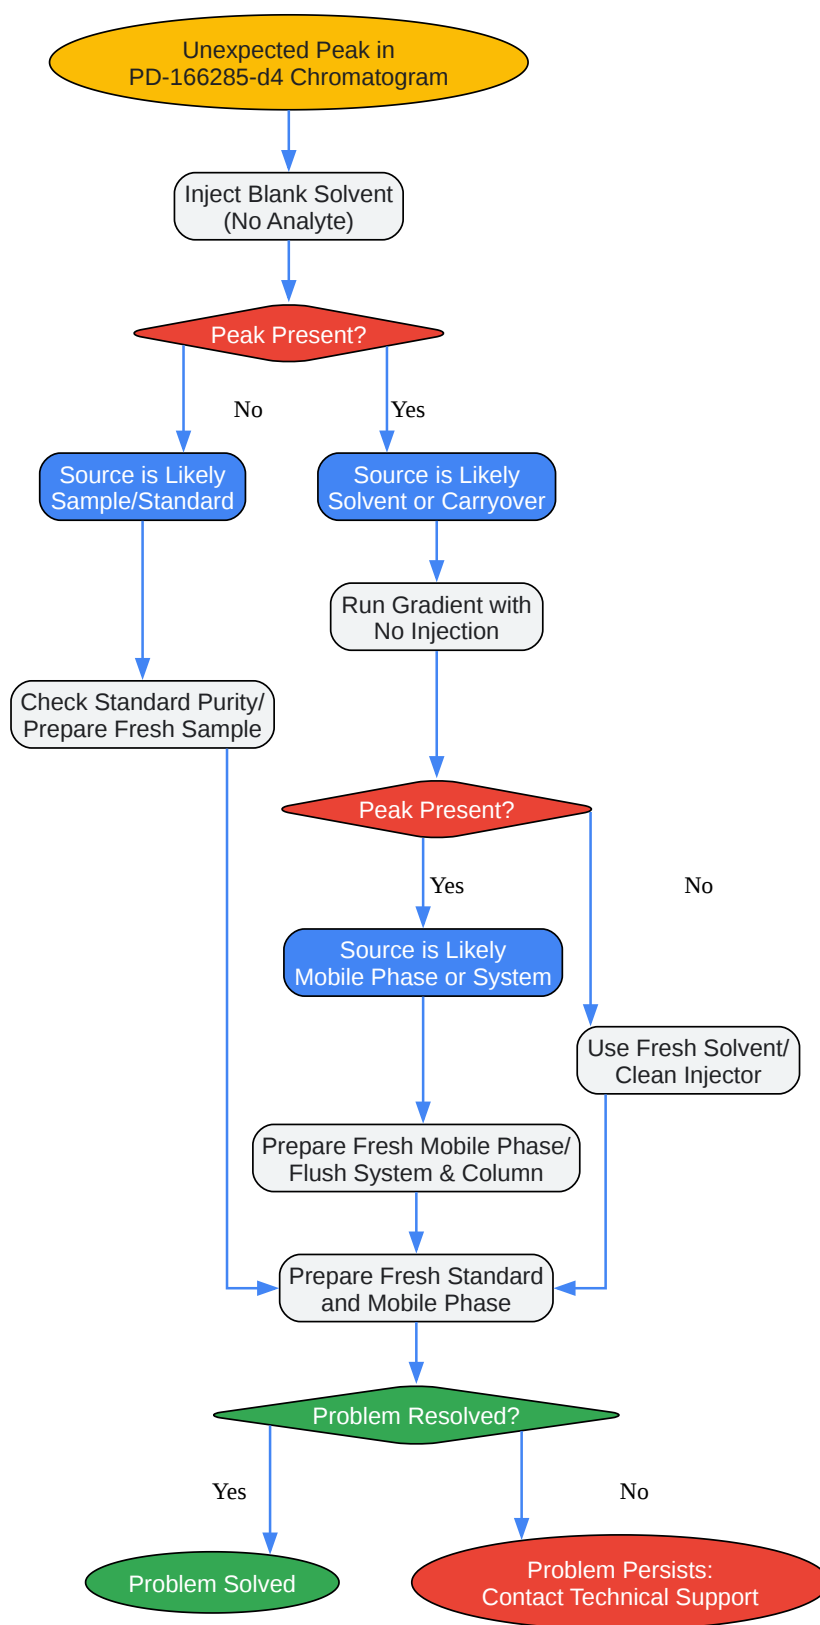 Unexpected Peak in
PD-166285-d4 Chromatogram
Inject Blank Solvent
(No Analyte)
Peak Present?
No
Yes
Source is Likely
Sample/Standard
Source is Likely
Solvent or Carryover
Run Gradient with
No Injection
Check Standard Purity/
Prepare Fresh Sample
Peak Present?
Yes
No
Source is Likely
Mobile Phase or System
Use Fresh Solvent/
Clean Injector
Prepare Fresh Mobile Phase/
Flush System & Column
Prepare Fresh Standard
and Mobile Phase
Problem Resolved?
Yes
No
Problem Solved
Problem Persists:
Contact Technical Support